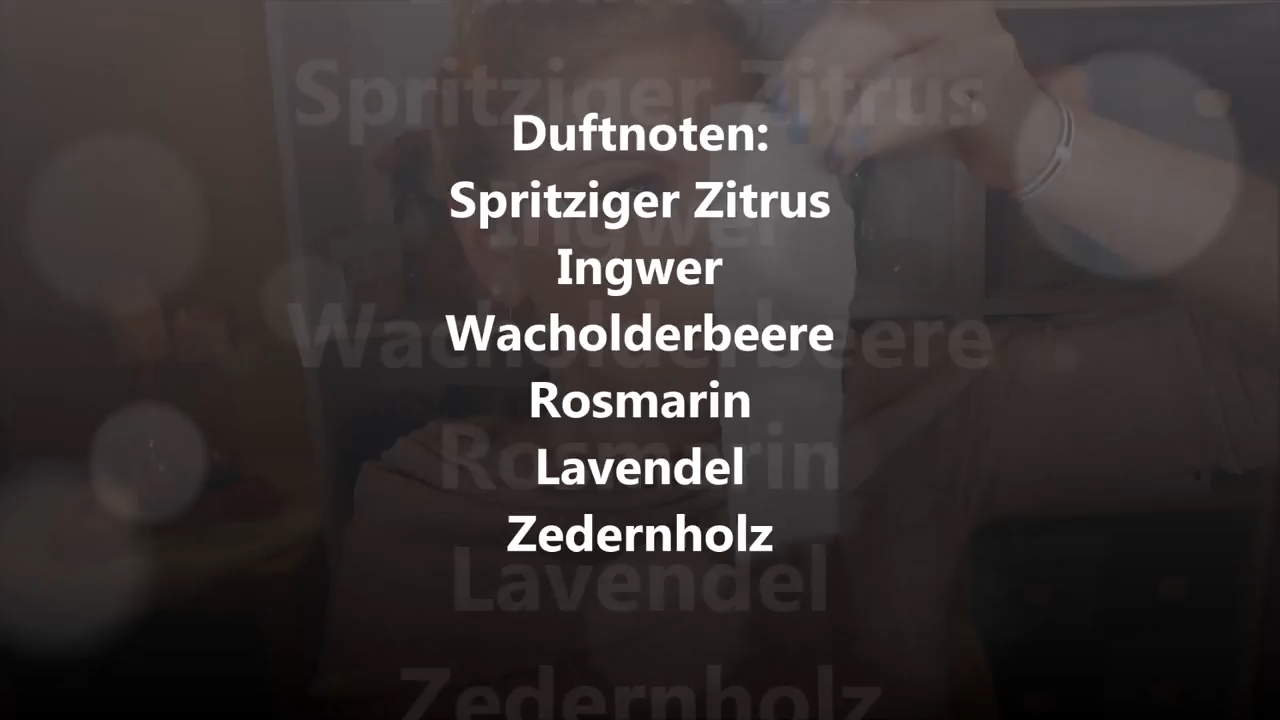 Duftnoten:
Spritziger Zitrus
Ingwer
Wacholderbeere
Rosmarin
Lavendel
Zedernholz